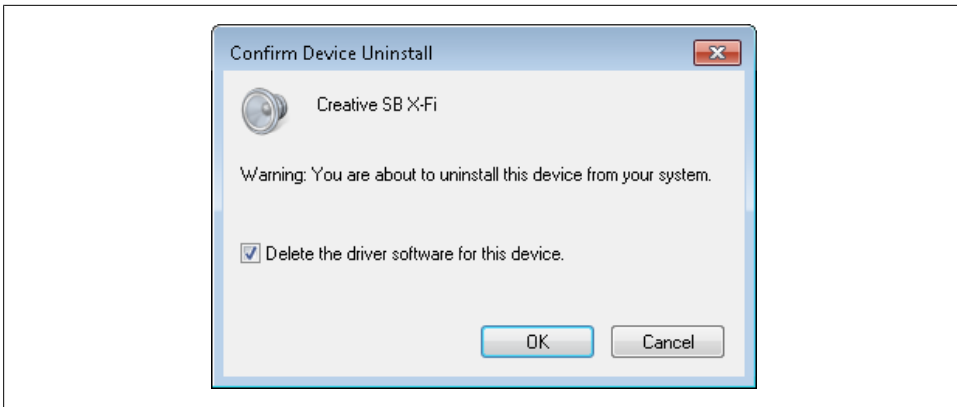 Confirm Device Uninstall
Creative SB X-Fi
Warning: You are about to uninstall this device from your system.
Delete the driver software for this device.
OK Cancel